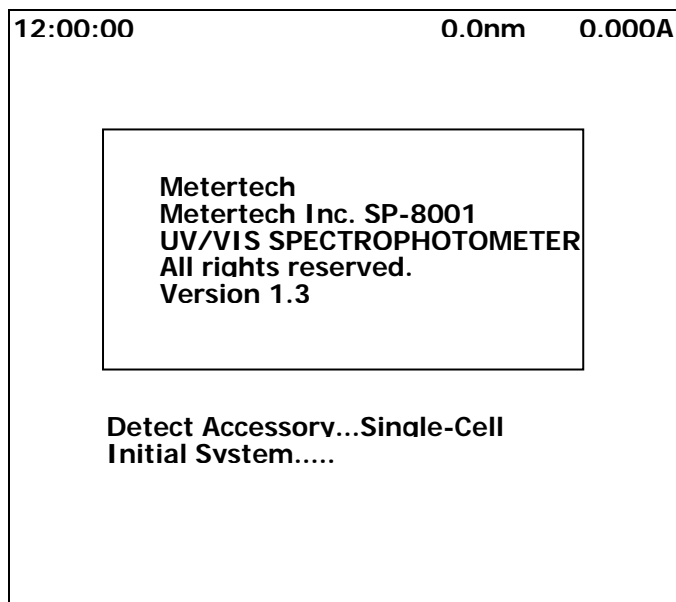 12:00:00 0.0nm 0.000A
Metertech
Metertech Inc. SP-8001
UV/VIS SPECTROPHOTOMETER
All rights reserved.
Version 1.3
Detect Accessory...Single-Cell
Initial System.....